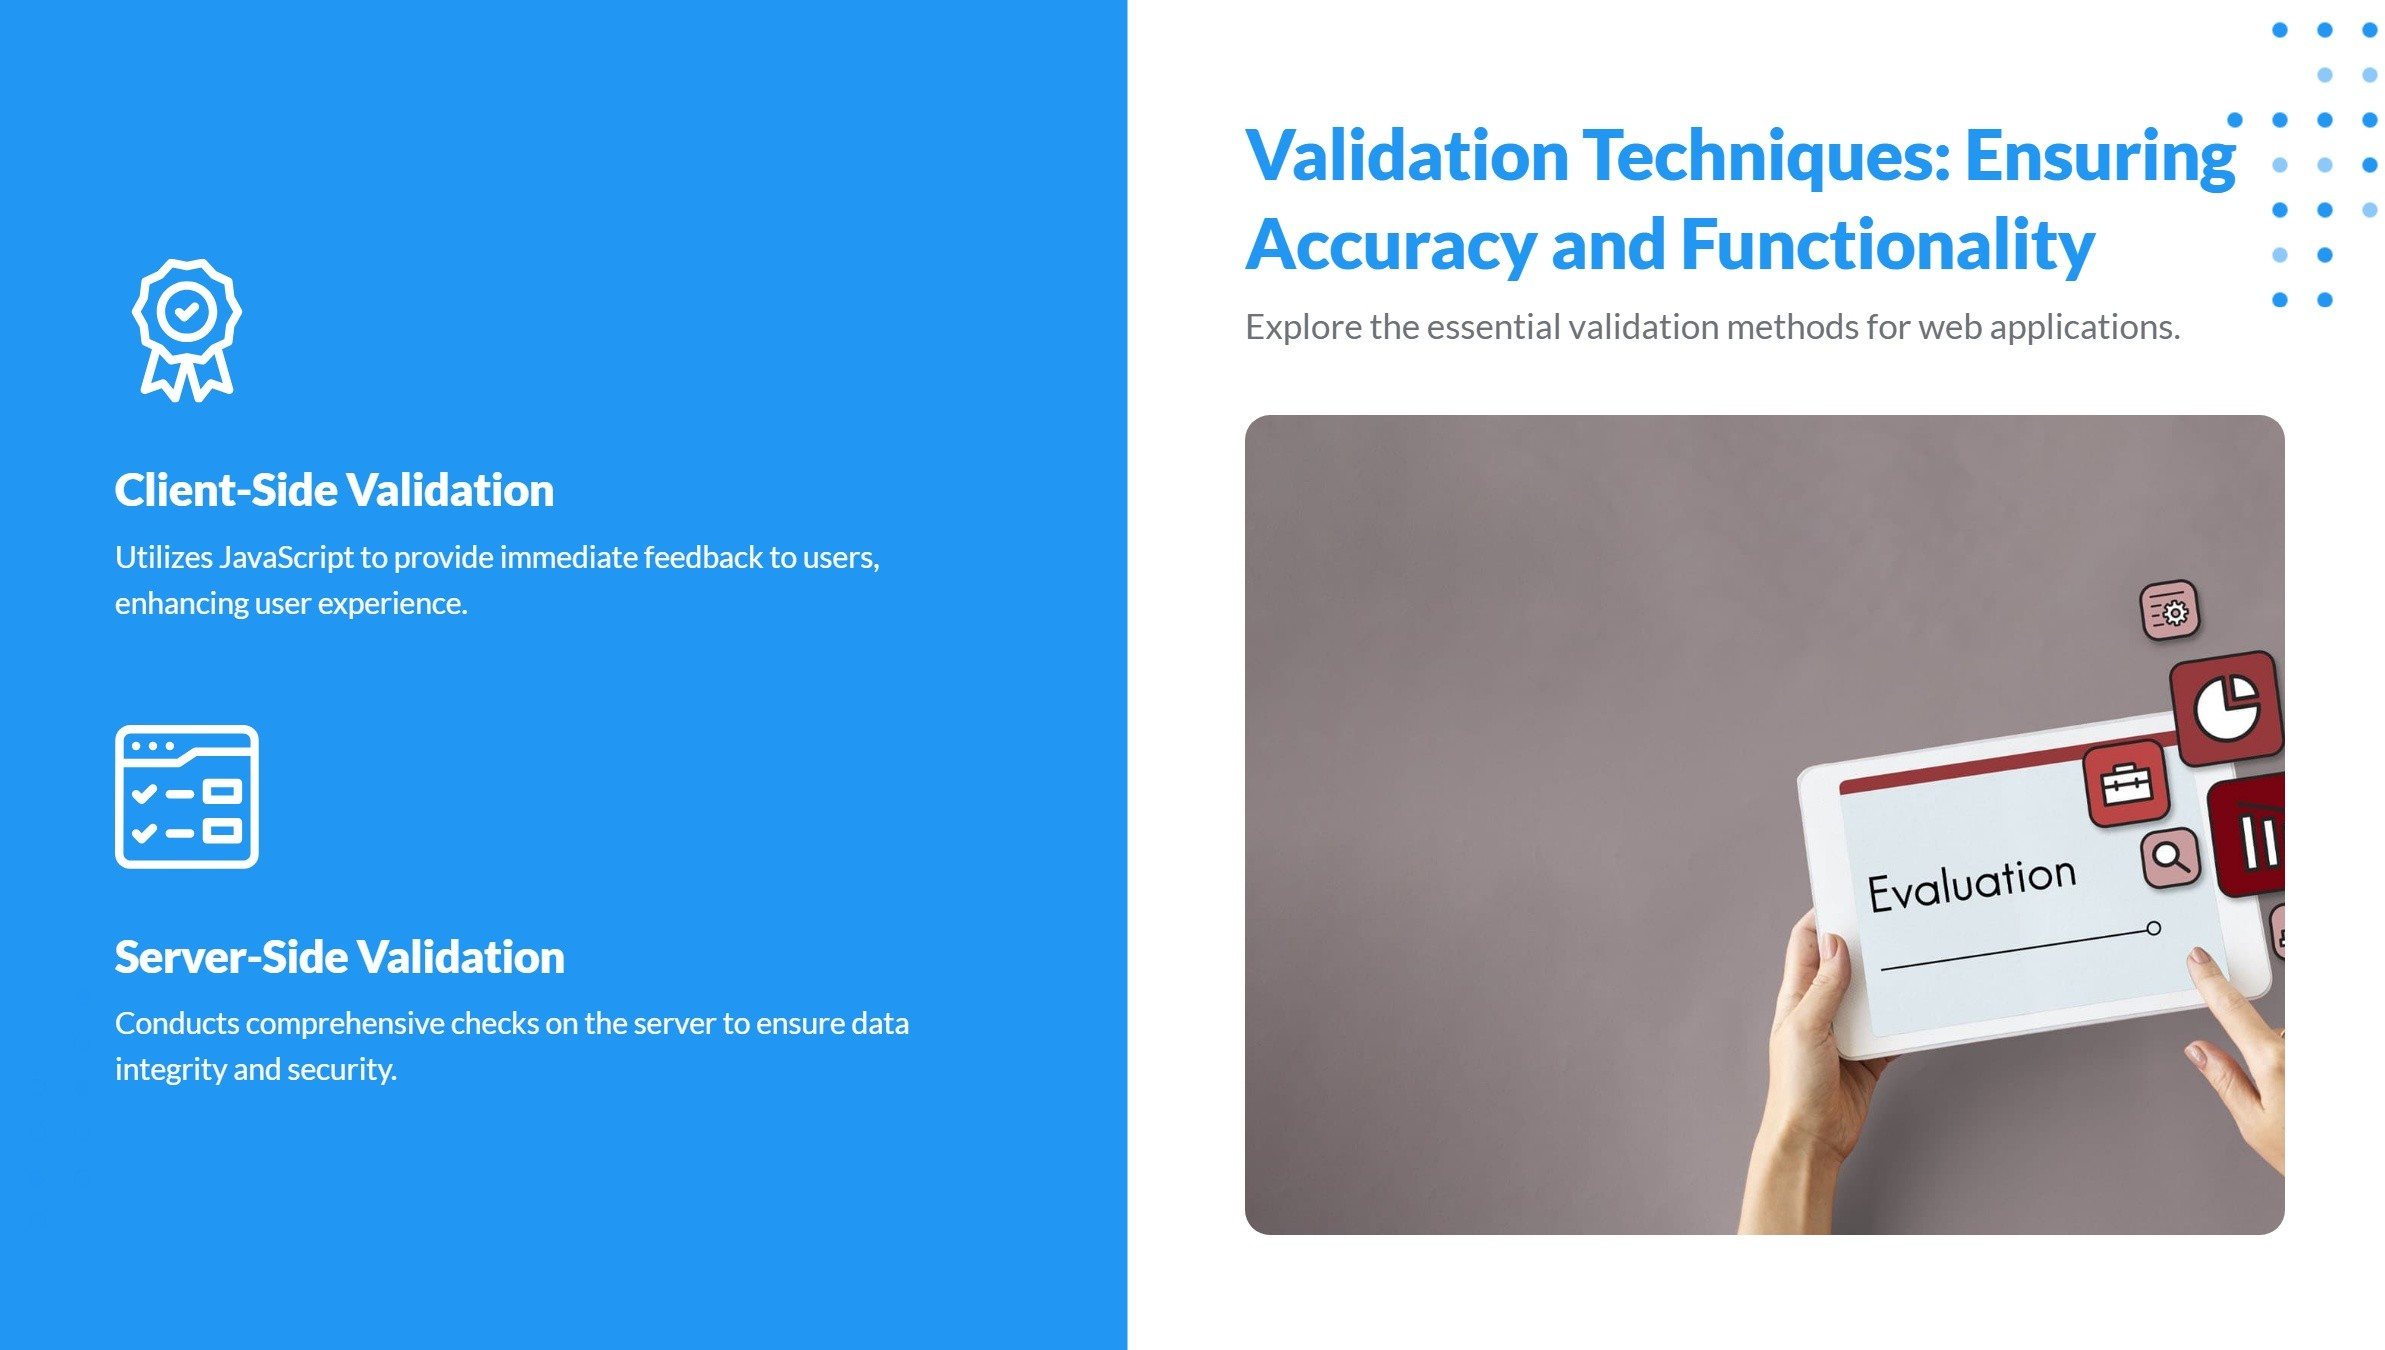 Validation Techniques: Ensuring
Accuracy and Functionality
Explore the essential validation methods for web applications.
Client-Side Validation
Utilizes JavaScript to provide immediate feedback to users,
enhancing user experience.
Server-Side Validation
Conducts comprehensive checks on the server to ensure data
integrity and security.
Evaluation